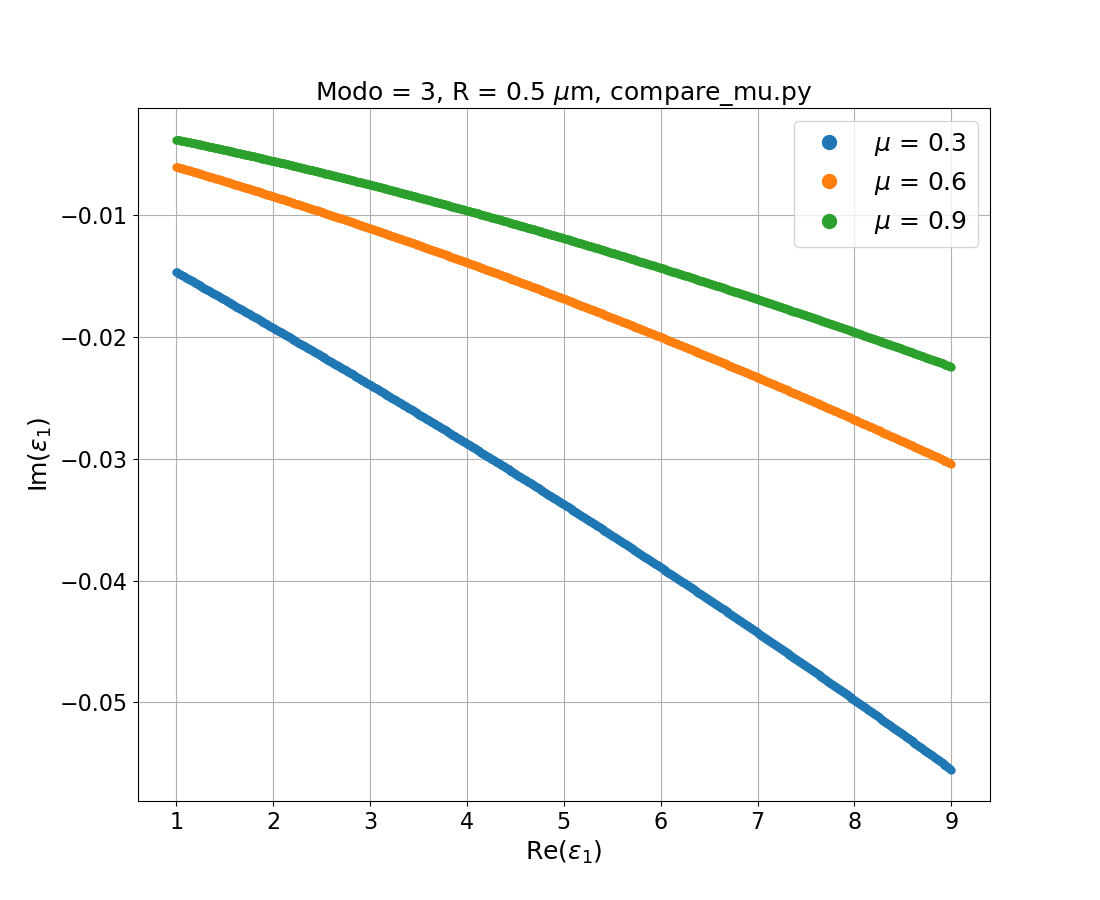 Modo = 3, R = 0.5 μm, compare_mu.py
μ = 0.3
μ = 0.6
μ = 0.9
−0.01
−0.02
−0.03
−0.04
−0.05
Im(ε₁)
1 2 3 4 5 6 7 8 9
Re(ε₁)